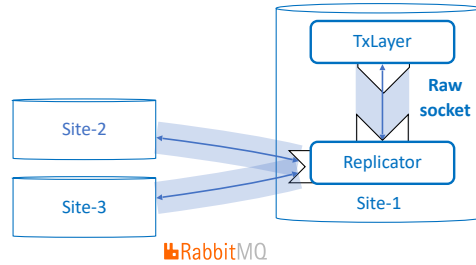 TxLayer
Raw
socket
Site-2
Replicator
Site-3
Site-1
RabbitMQ